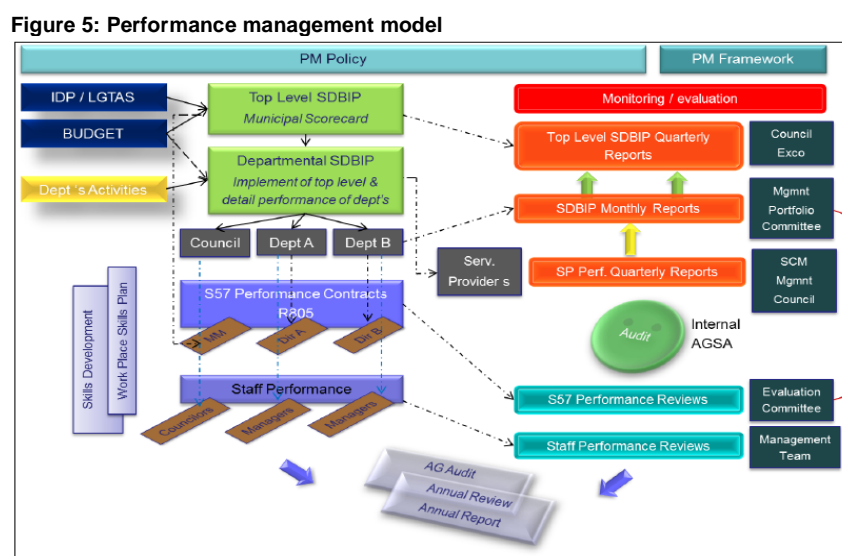 Figure 5: Performance management model
PM Policy
PM Framework
IDP / LGTAS
BUDGET
Dept 's Activities
Top Level SDBIP
Municipal Scorecard
Departmental SDBIP
Implement of top level &
detail performance of dept's
Council
Dept A
Dept B
Serv.
Provider s
S57 Performance Contracts
R805
MM
Dir A
Dir B
Staff Performance
Councilors
Managers
Managers
Skills Development
Work Place Skills Plan
Monitoring / evaluation
Top Level SDBIP Quarterly
Reports
Council
Exco
SDBIP Monthly Reports
Mgmnt
Portfolio
Committee
SP Perf. Quarterly Reports
SCM
Mgmnt
Council
Audit
Internal
AGSA
S57 Performance Reviews
Evaluation
Committee
Staff Performance Reviews
Management
Team
AG Audit
Annual Review
Annual Report